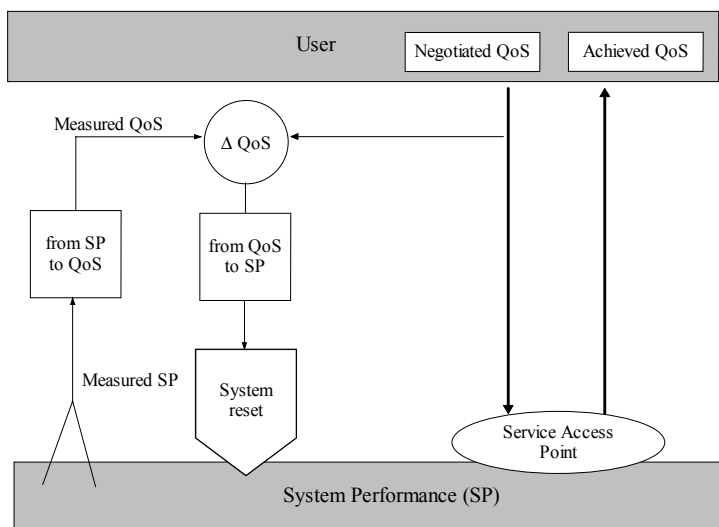 User
Negotiated QoS
Achieved QoS
Measured QoS
Δ QoS
from SP
to QoS
from QoS
to SP
Measured SP
System
reset
Service Access
Point
System Performance (SP)